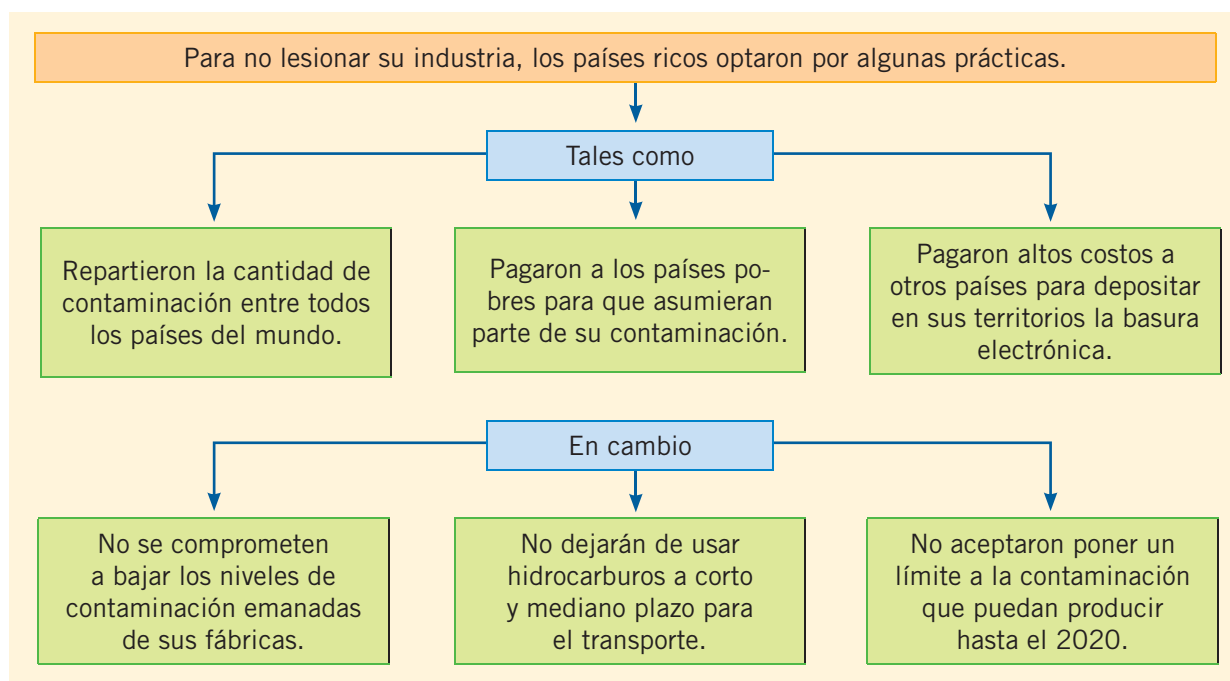 Para no lesionar su industria, los países ricos optaron por algunas prácticas.
Tales como
Repartieron la cantidad de
contaminación entre todos
los países del mundo.
Pagaron a los países po-
bres para que asumieran
parte de su contaminación.
Pagaron altos costos a
otros países para depositar
en sus territorios la basura
electrónica.
En cambio
No se comprometen
a bajar los niveles de
contaminación emanadas
de sus fábricas.
No dejarán de usar
hidrocarburos a corto
y mediano plazo para
el transporte.
No aceptaron poner un
límite a la contaminación
que puedan producir
hasta el 2020.